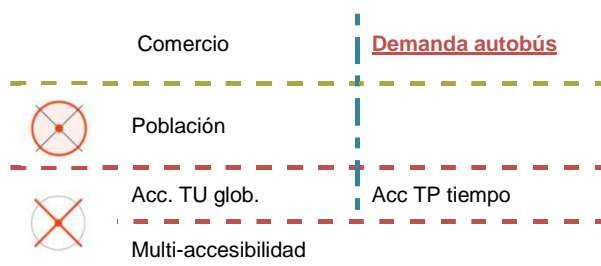 Comercio
Demanda autobús
Población
Acc. TU glob.
Acc TP tiempo
Multi-accesibilidad